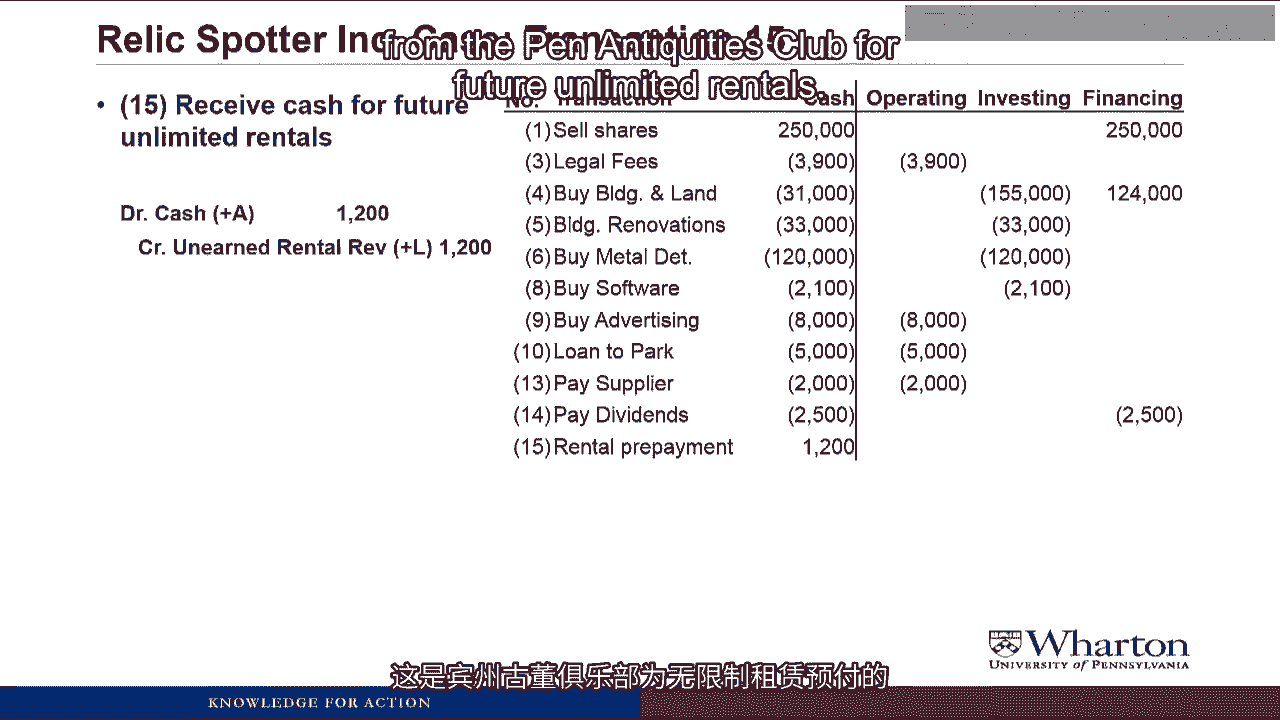 Relic Spotter Inc. Cash: Transaction 15
from the Pen Antiquities Club for
future unlimited rentals.
• (15) Receive cash for future
unlimited rentals
Dr. Cash (+A) 1,200
Cr. Unearned Rental Rev (+L) 1,200
No. Transaction Cash Operating Investing Financing
(1) Sell shares 250,000 250,000
(3) Legal Fees (3,900) (3,900)
(4) Buy Bldg. & Land (31,000) (155,000) 124,000
(5) Bldg. Renovations (33,000) (33,000)
(6) Buy Metal Det. (120,000) (120,000)
(8) Buy Software (2,100) (2,100)
(9) Buy Advertising (8,000) (8,000)
(10) Loan to Park (5,000) (5,000)
(13) Pay Supplier (2,000) (2,000)
(14) Pay Dividends (2,500) (2,500)
(15) Rental prepayment 1,200
Wharton
UNIVERSITY of PENNSYLVANIA
这是宾州古董俱乐部为无限制租赁预付的
KNOWLEDGE FOR ACTION